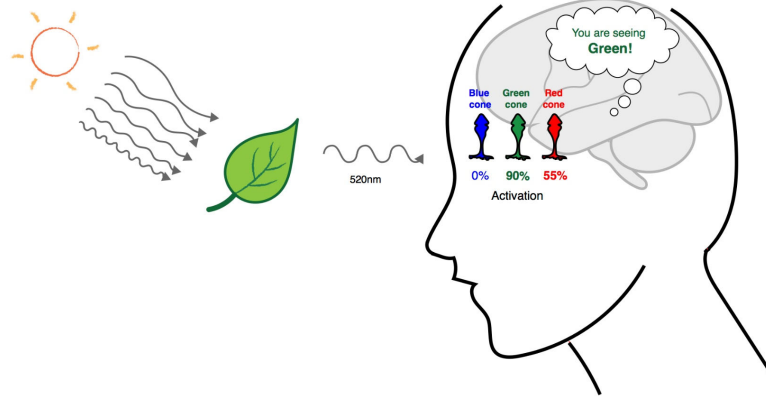 You are seeing
Green!
Blue cone
Green cone
Red cone
0% 90% 55%
Activation
520nm